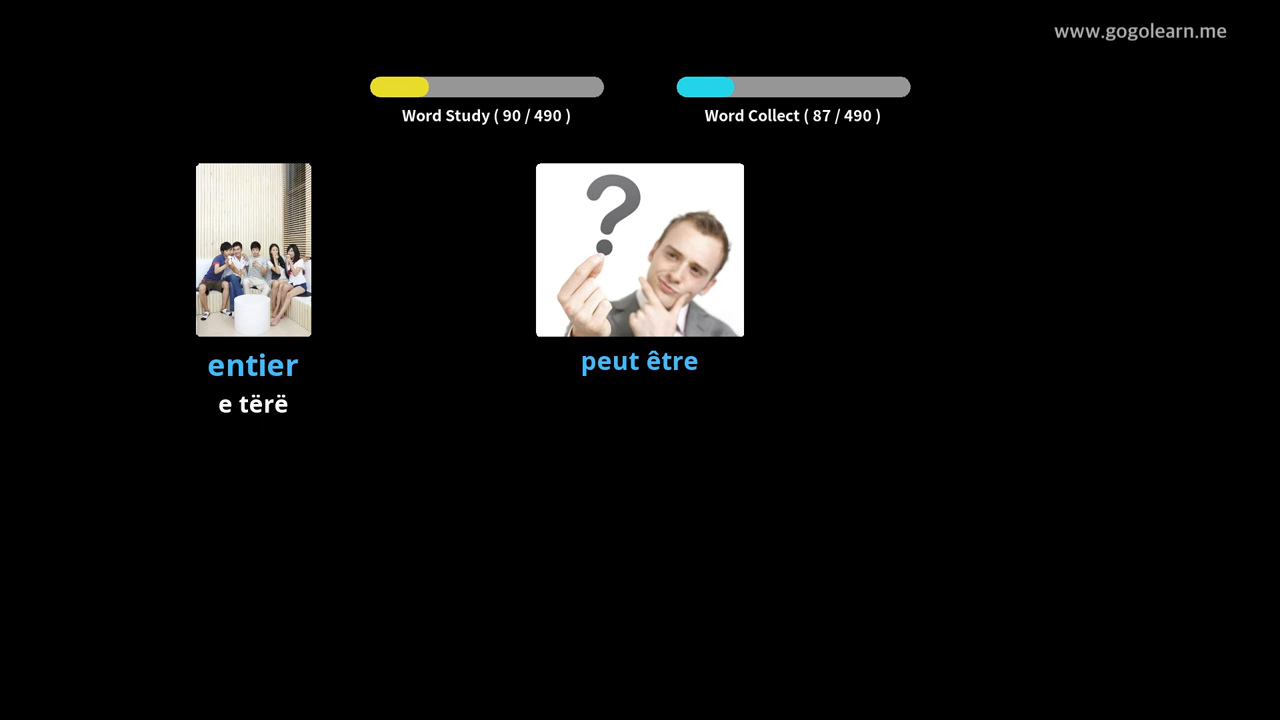 www.gogolearn.me
Word Study ( 90 / 490 )
Word Collect ( 87 / 490 )
entier
e tërë
peut être